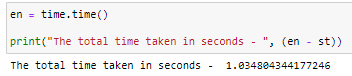 en = time.time()
print("The total time taken in seconds - ", (en - st))
The total time taken in seconds -  1.034804344177246